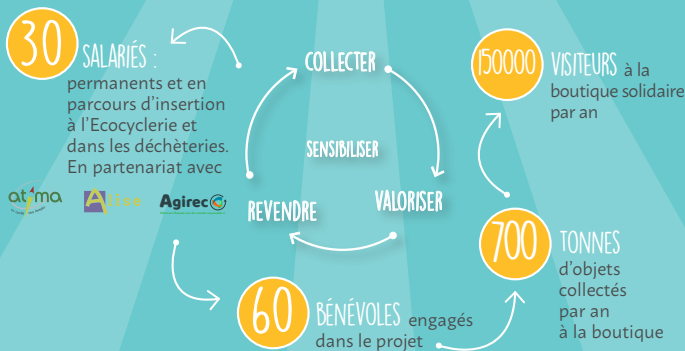 30 SALARIÉS :
permanents et en
parcours d'insertion
à l'Ecocyclerie et
dans les déchèteries.
En partenariat avec
atima
Agirec
COLLECTER
SENSIBILISER
VALORISER
REVENDRE
60 BÉNÉVOLES engagés
dans le projet
700 TONNES
d'objets
collectés
par an
à la boutique
150000 VISITEURS à la
boutique solidaire
par an